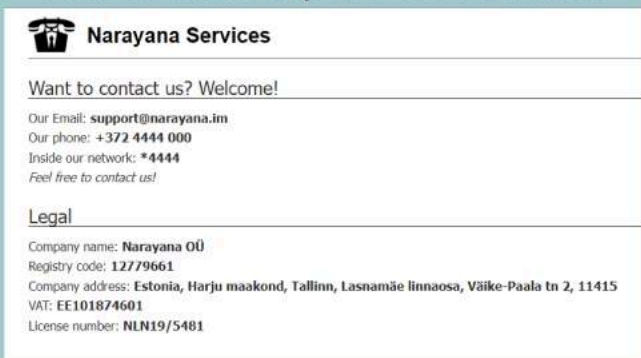 Narayana Services
Want to contact us? Welcome!
Our Email: support@narayana.im
Our phone: +372 4444 000
Inside our network: *4444
Feel free to contact us!
Legal
Company name: Narayana OÜ
Registry code: 12779661
Company address: Estonia, Harju maakond, Tallinn, Lasnamäe linnaosa, Väike-Paala tn 2, 11415
VAT: EE101874601
License number: NLN19/5481